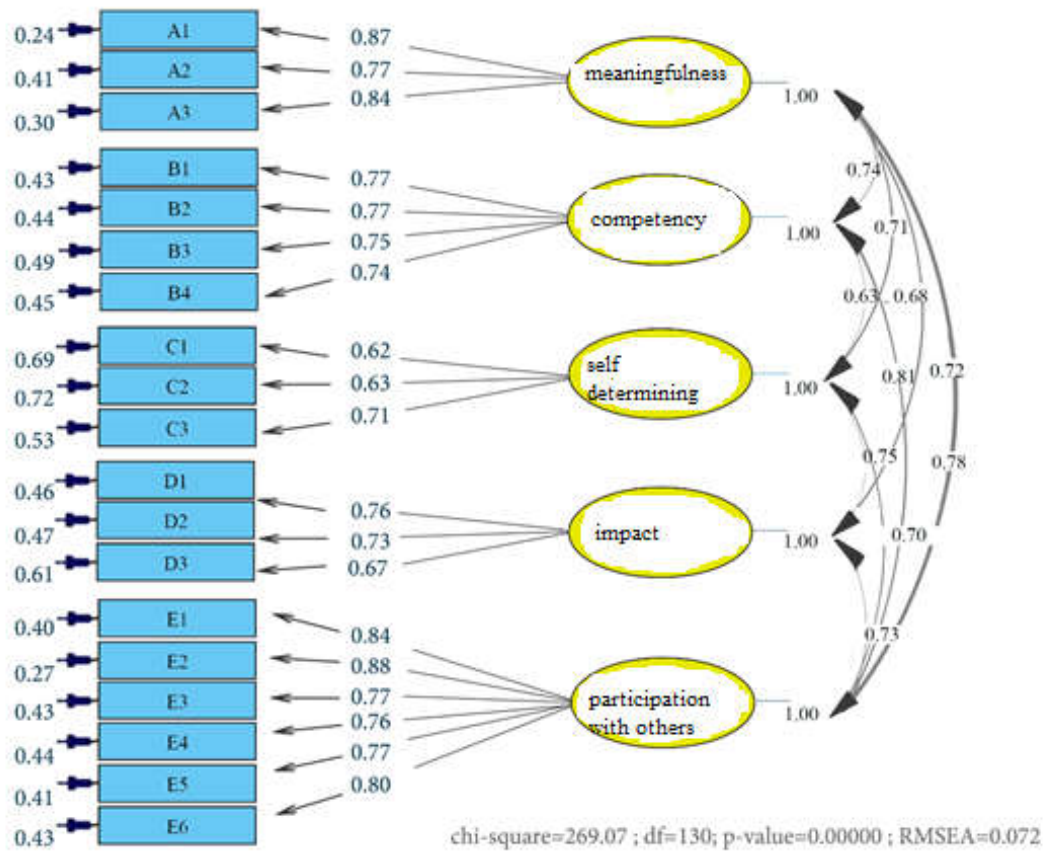 0.24 A1 0.87
0.41 A2 0.77 meaningfulness 1.00
0.30 A3 0.84
0.74
0.43 B1 0.77
0.44 B2 0.77 competency 1.00 0.71
0.49 B3 0.75
0.45 B4 0.74
0.63 0.68
0.69 C1 0.62 self
0.72 C2 0.63 determining 1.00 0.81 0.72
0.53 C3 0.71
0.75 0.78
0.46 D1 0.76
0.47 D2 0.73 impact 1.00 0.70
0.61 D3 0.67
0.40 E1 0.84 0.73
0.27 E2 0.88
0.43 E3 0.77 participation 1.00
0.44 E4 0.76 with others
0.41 E5 0.77
0.43 E6 0.80
chi-square=269.07 ; df=130; p-value=0.00000 ; RMSEA=0.072